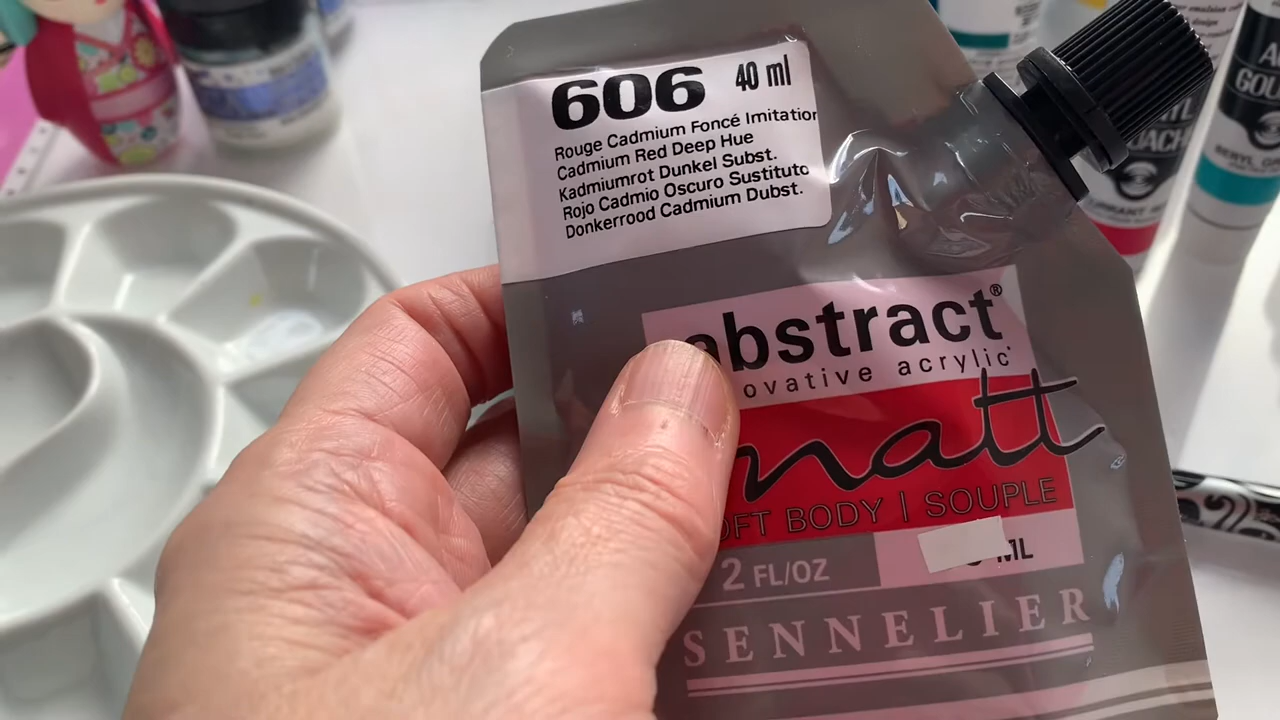 606 40 ml
Rouge Cadmium Foncé Imitation
Cadmium Red Deep Hue
Kadmiumrot Dunkel Subst.
Rojo Cadmio Oscuro Sustituto
Donkerrood Cadmium Dubst.
abstract®
ovative acrylic
matt
OFT BODY | SOUPLE
2 FL/OZ ML
SENNELIER